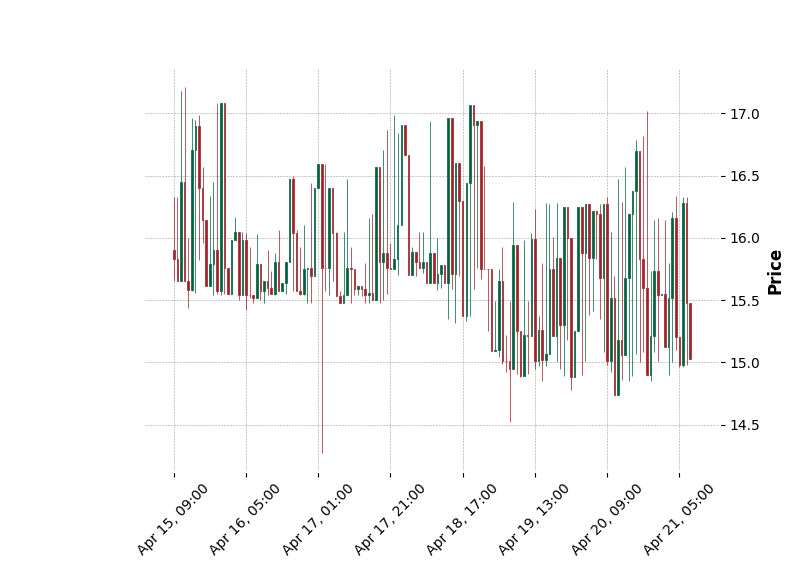 17.0
16.5
16.0
15.5
15.0
14.5
Price
Apr 15, 09:00
Apr 16, 05:00
Apr 17, 01:00
Apr 17, 21:00
Apr 18, 17:00
Apr 19, 13:00
Apr 20, 09:00
Apr 21, 05:00